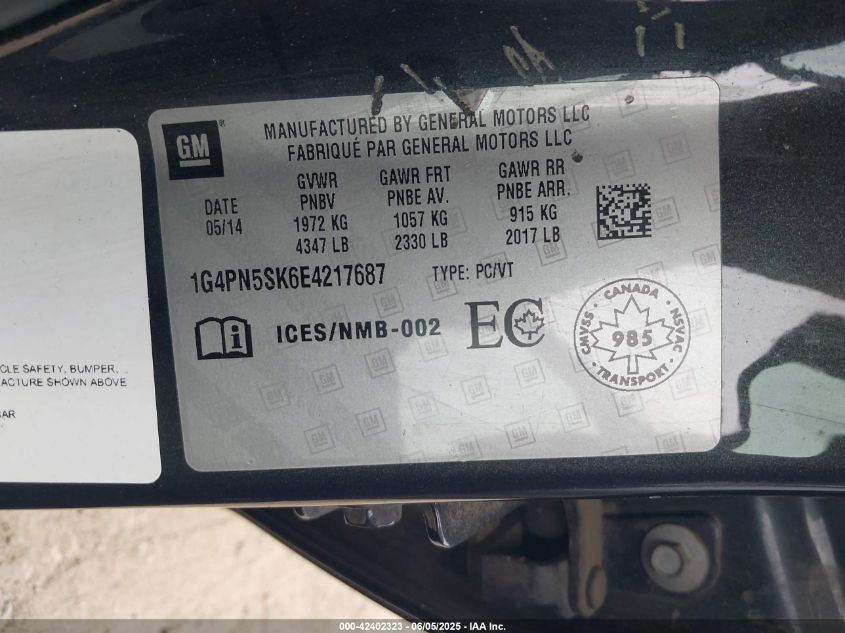 GM
MANUFACTURED BY GENERAL MOTORS LLC
FABRIQUÉ PAR GENERAL MOTORS LLC
DATE
05/14
GVWR
PNBV
1972 KG
4347 LB
GAWR FRT
PNBE AV.
1057 KG
2330 LB
GAWR RR
PNBE ARR.
915 KG
2017 LB
1G4PN5SK6E4217687 TYPE: PC/VT
ICES/NMB-002
EC
CANADA
CMVSS 985 NSVAC
TRANSPORT
CLE SAFETY, BUMPER,
ACTURE SHOWN ABOVE
CAR
000-42402323 - 06/05/2025 - IAA Inc.